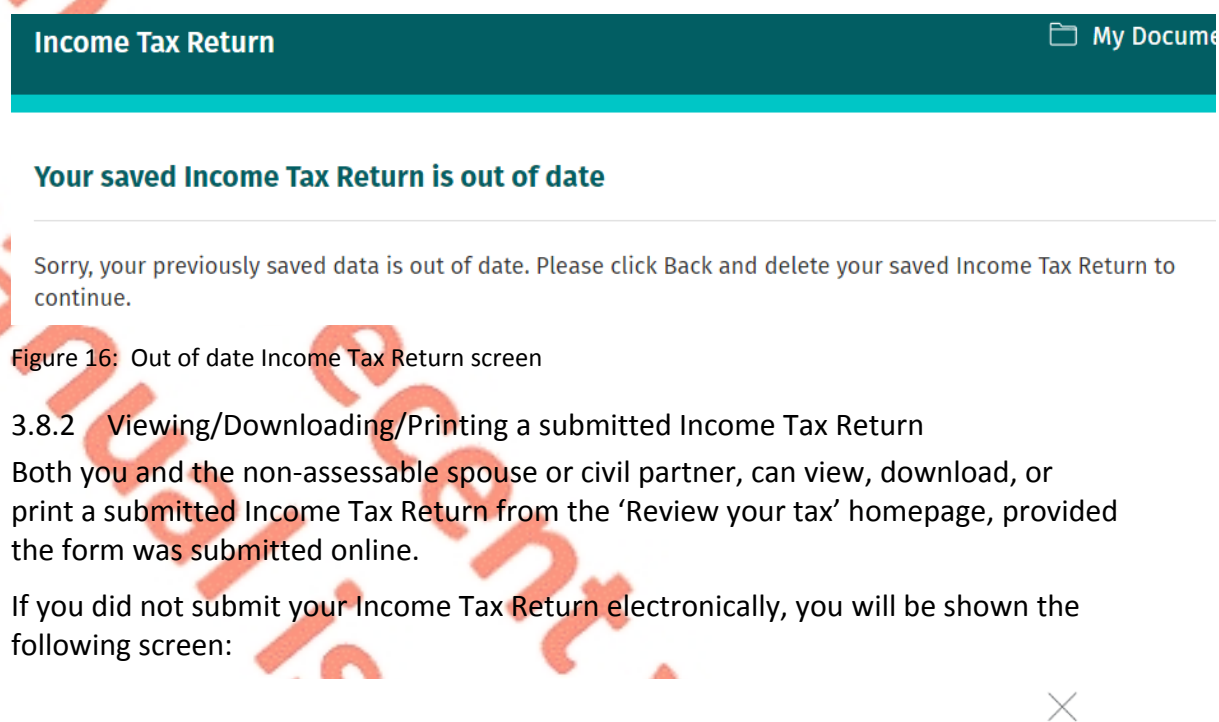 Income Tax Return
My Docume
Your saved Income Tax Return is out of date
Sorry, your previously saved data is out of date. Please click Back and delete your saved Income Tax Return to
continue.
Figure 16:  Out of date Income Tax Return screen
3.8.2    Viewing/Downloading/Printing a submitted Income Tax Return
Both you and the non-assessable spouse or civil partner, can view, download, or
print a submitted Income Tax Return from the ‘Review your tax’ homepage, provided
the form was submitted online.
If you did not submit your Income Tax Return electronically, you will be shown the
following screen: